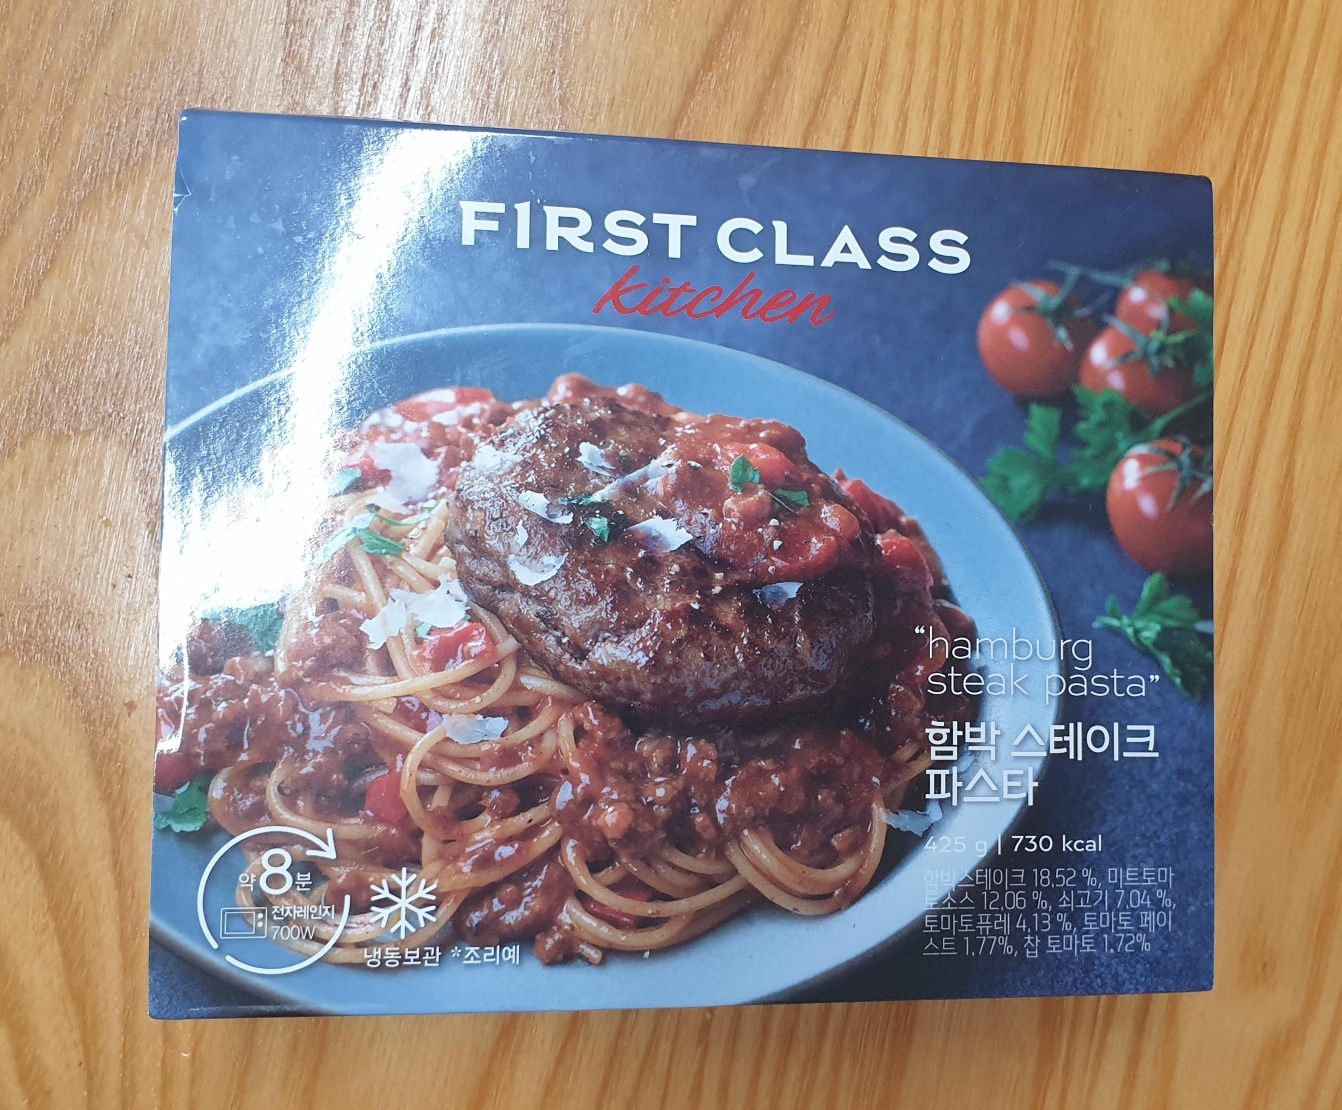 FIRST CLASS
kitchen
“hamburg
steak pasta”
함박 스테이크
파스타
425 g | 730 kcal
함박스테이크 18.52 %, 미트토마
토소스 12.06 %, 쇠고기 7.04 %,
토마토퓨레 4.13 %, 토마토 페이
스트 1.77%, 찹 토마토 1.72%
약 8분
전자레인지
700W
냉동보관 *조리예